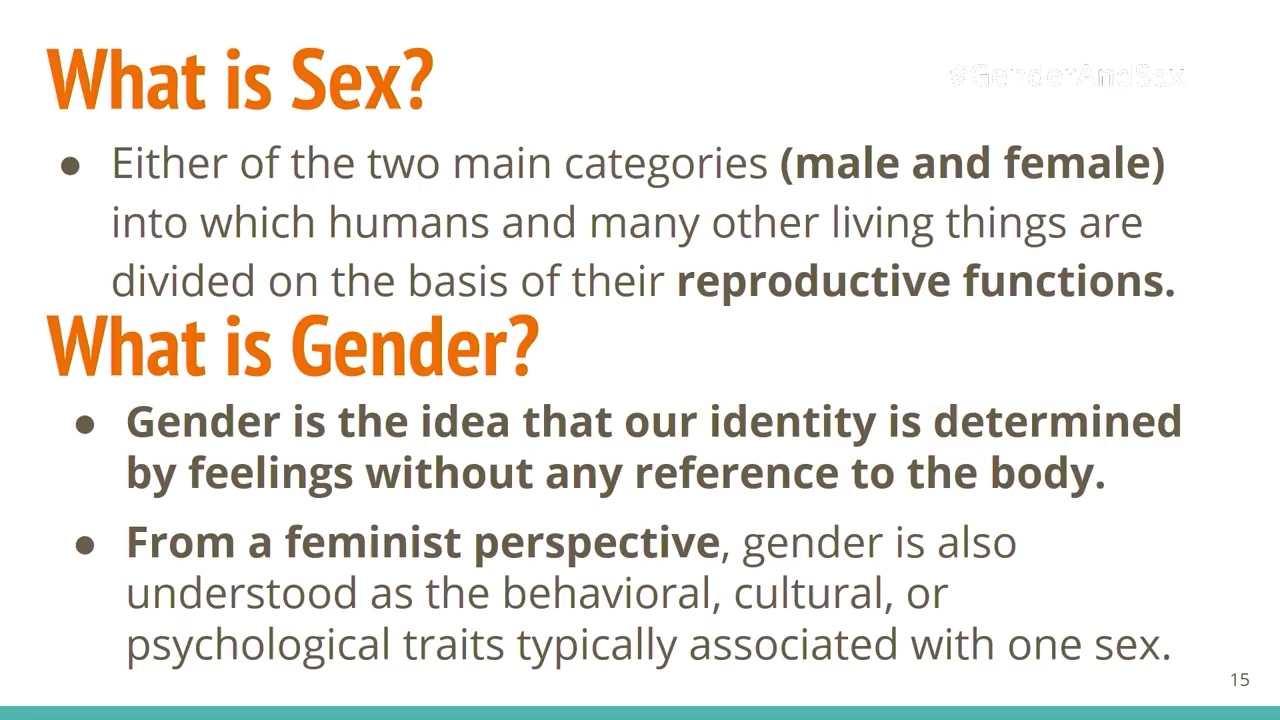 What is Sex?
#GenderAndSex
● Either of the two main categories (male and female)
into which humans and many other living things are
divided on the basis of their reproductive functions.
What is Gender?
● Gender is the idea that our identity is determined
by feelings without any reference to the body.
● From a feminist perspective, gender is also
understood as the behavioral, cultural, or
psychological traits typically associated with one sex.
15